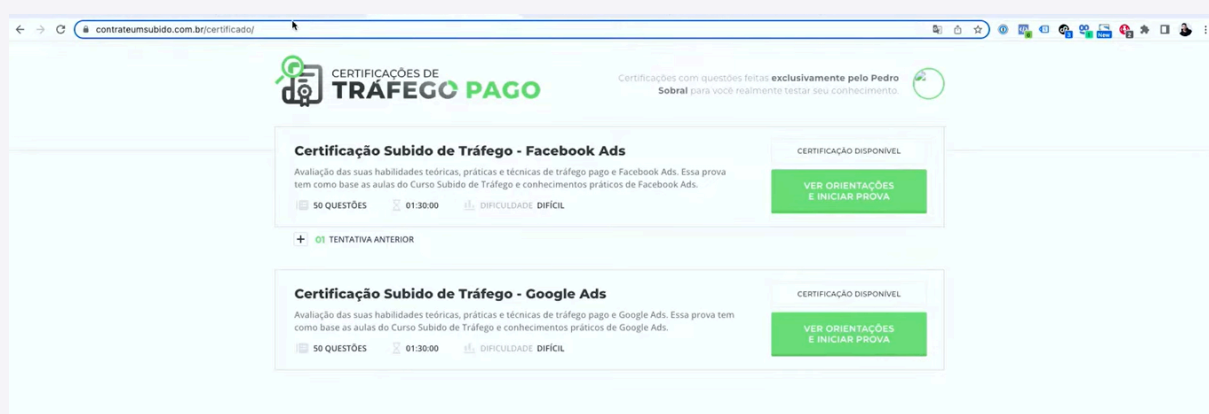 contrateumsubido.com.br/certificado/
New
CERTIFICAÇÕES DE
TRÁFEGO PAGO
Certificações com questões feitas exclusivamente pelo Pedro
Sobral para você realmente testar seu conhecimento.
Certificação Subido de Tráfego - Facebook Ads
CERTIFICAÇÃO DISPONÍVEL
Avaliação das suas habilidades teóricas, práticas e técnicas de tráfego pago e Facebook Ads. Essa prova
tem como base as aulas do Curso Subido de Tráfego e conhecimentos práticos de Facebook Ads.
VER ORIENTAÇÕES
E INICIAR PROVA
50 QUESTÕES 01:30:00 DIFICULDADE DIFÍCIL
+ 01 TENTATIVA ANTERIOR
Certificação Subido de Tráfego - Google Ads
CERTIFICAÇÃO DISPONÍVEL
Avaliação das suas habilidades teóricas, práticas e técnicas de tráfego pago e Google Ads. Essa prova tem
como base as aulas do Curso Subido de Tráfego e conhecimentos práticos de Google Ads.
VER ORIENTAÇÕES
E INICIAR PROVA
50 QUESTÕES 01:30:00 DIFICULDADE DIFÍCIL